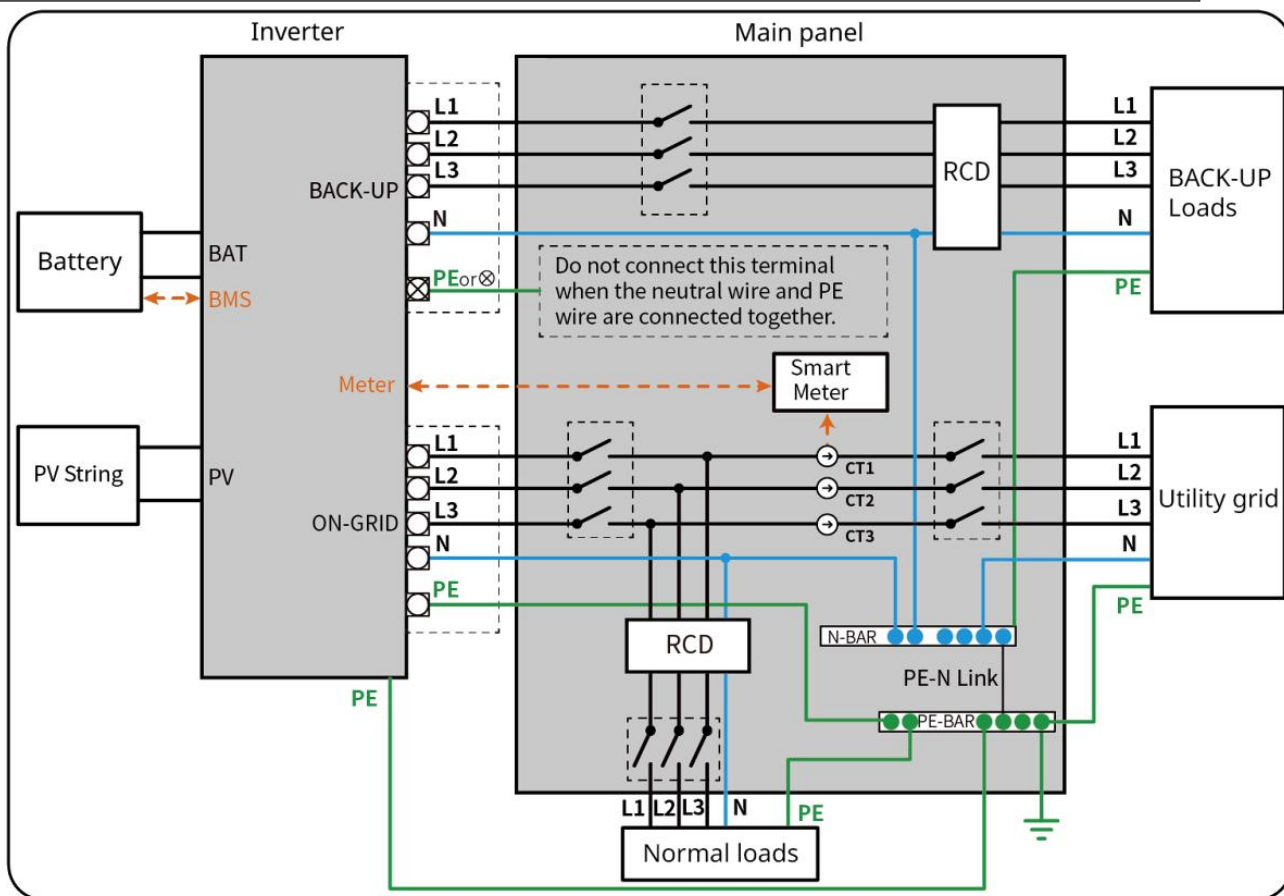 Inverter
Main panel
L1
L2
L3
BACK-UP
N
PEor⊗
RCD
L1
L2
L3
N
PE
BACK-UP
Loads
Battery
BAT
BMS
Do not connect this terminal
when the neutral wire and PE
wire are connected together.
Meter
Smart
Meter
PV String
PV
L1
L2
L3
ON-GRID
N
PE
CT1
CT2
CT3
L1
L2
L3
N
PE
Utility grid
RCD
N-BAR
PE-N Link
PE-BAR
PE
L1 L2 L3 N PE
Normal loads